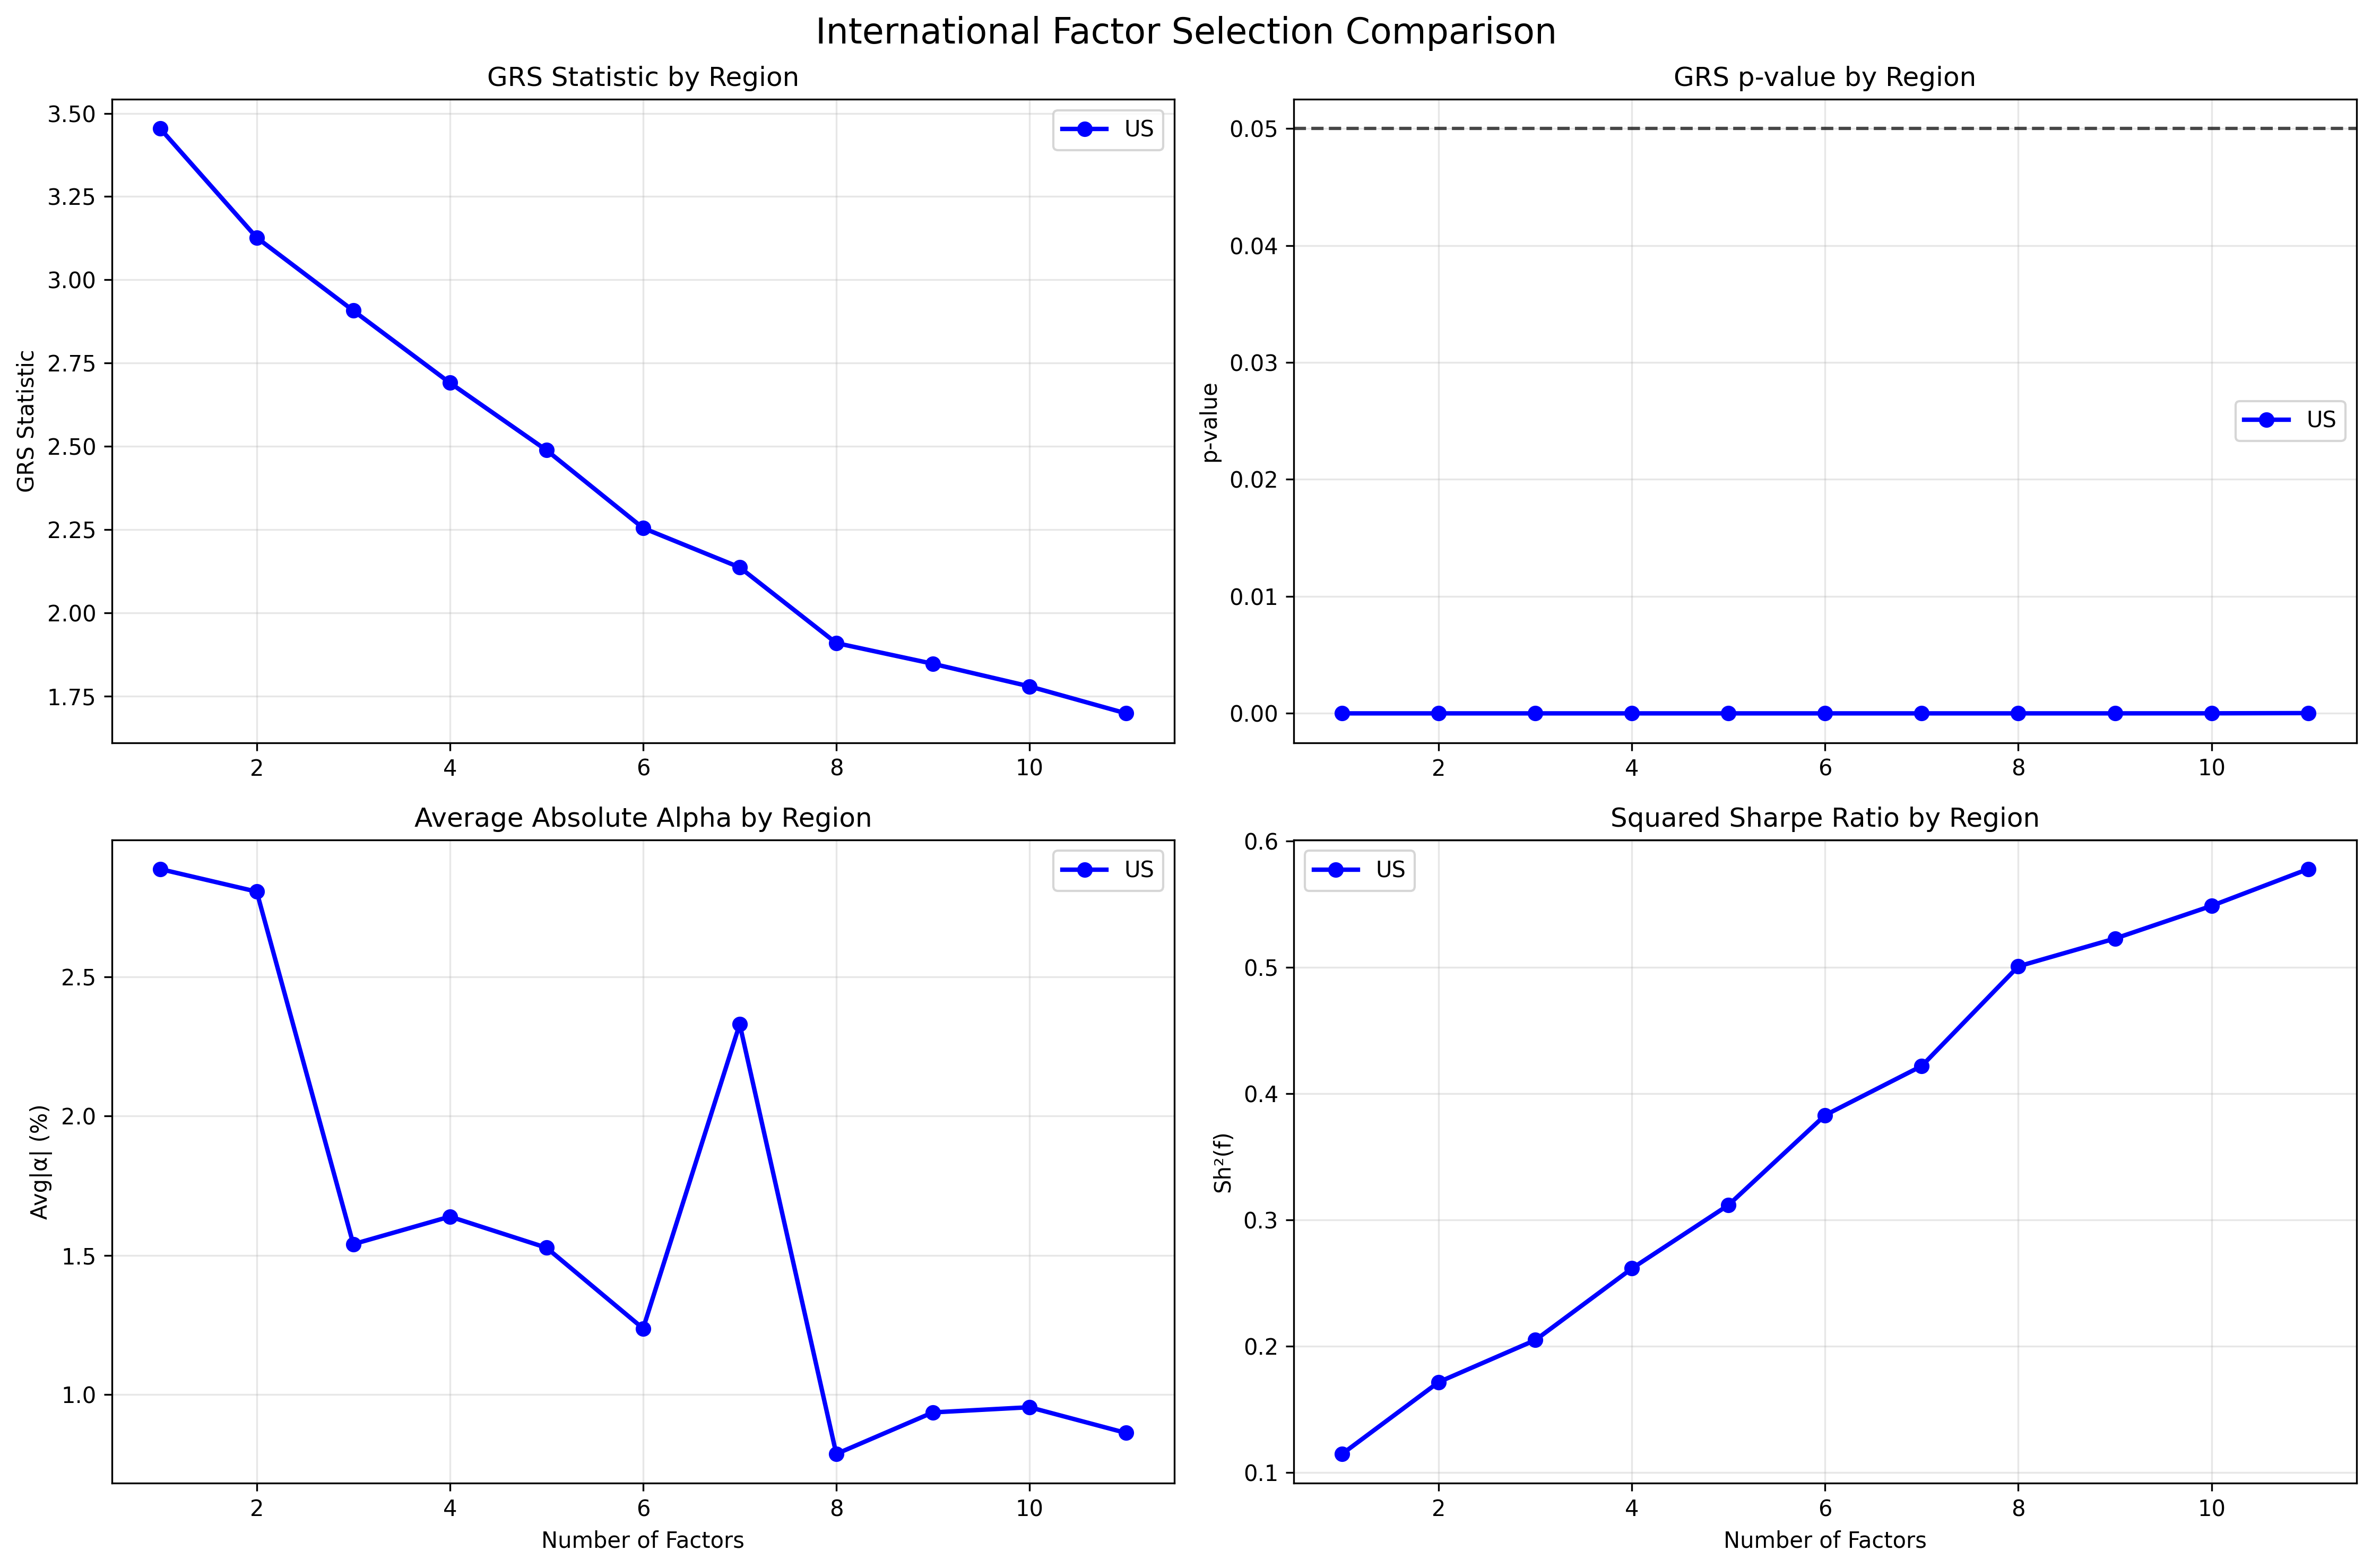 International Factor Selection Comparison
GRS Statistic by Region
GRS Statistic
3.50
3.25
3.00
2.75
2.50
2.25
2.00
1.75
US
2 4 6 8 10
GRS p-value by Region
p-value
0.05
0.04
0.03
0.02
0.01
0.00
US
2 4 6 8 10
Average Absolute Alpha by Region
Avg|α| (%)
2.5
2.0
1.5
1.0
US
2 4 6 8 10
Number of Factors
Squared Sharpe Ratio by Region
Sh²(f)
0.6
0.5
0.4
0.3
0.2
0.1
US
2 4 6 8 10
Number of Factors